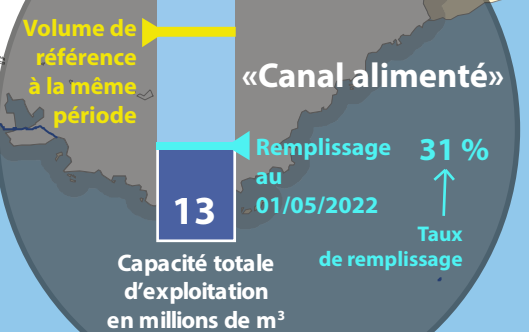 Volume de
référence
à la même
période
«Canal alimenté»
Remplissage
au
01/05/2022
31 %
Taux
de remplissage
13
Capacité totale
d'exploitation
en millions de m³